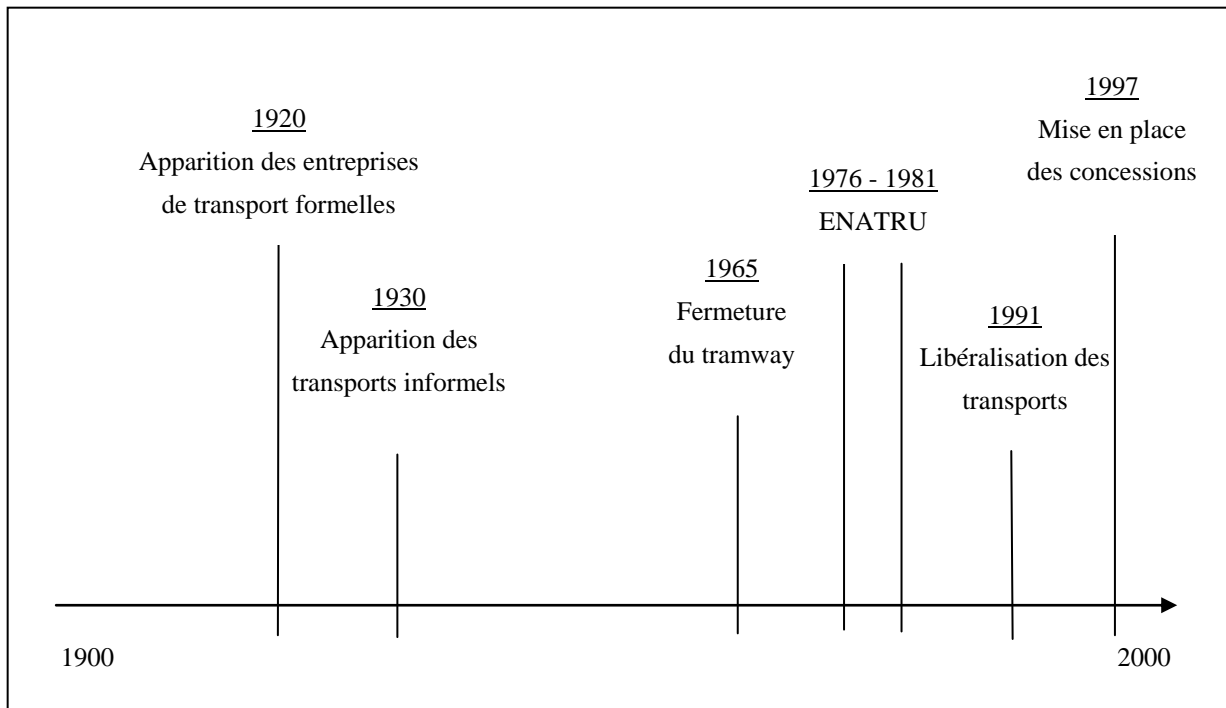 1920
Apparition des entreprises
de transport formelles
1930
Apparition des
transports informels
1965
Fermeture
du tramway
1976 - 1981
ENATRU
1991
Libéralisation des
transports
1997
Mise en place
des concessions
1900
2000